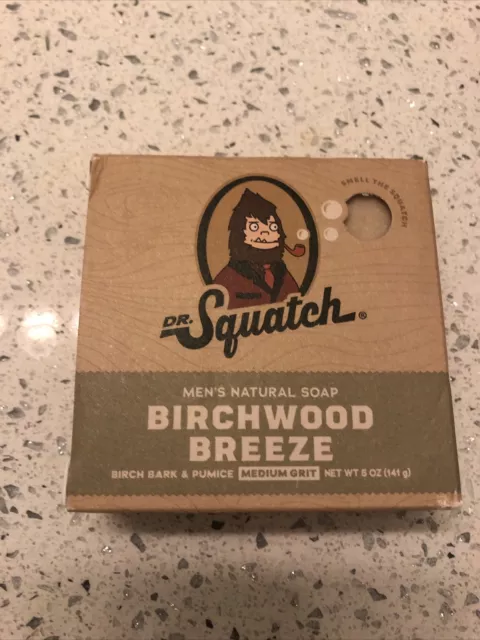 SMELL THE SQUATCH
DR. Squatch®
MEN'S NATURAL SOAP
BIRCHWOOD
BREEZE
BIRCH BARK & PUMICE MEDIUM GRIT NET WT 5 OZ (141 g)